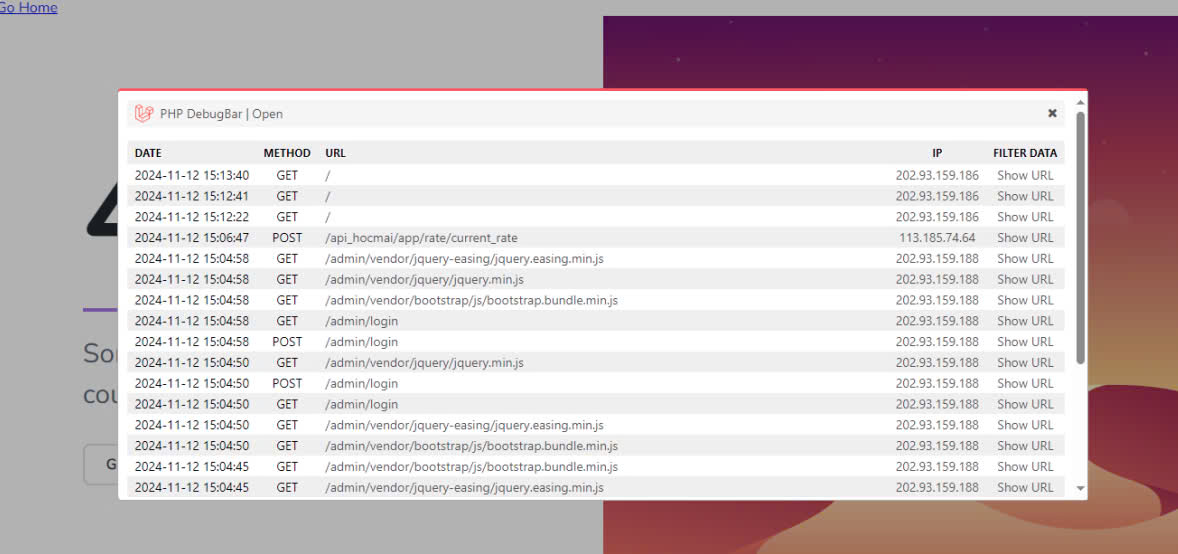 Go Home
PHP DebugBar | Open
DATE METHOD URL IP FILTER DATA
2024-11-12 15:13:40 GET / 202.93.159.186 Show URL
2024-11-12 15:12:41 GET / 202.93.159.186 Show URL
2024-11-12 15:12:22 GET / 202.93.159.186 Show URL
2024-11-12 15:06:47 POST /api_hocmai/app/rate/current_rate 113.185.74.64 Show URL
2024-11-12 15:04:58 GET /admin/vendor/jquery-easing/jquery.easing.min.js 202.93.159.188 Show URL
2024-11-12 15:04:58 GET /admin/vendor/jquery/jquery.min.js 202.93.159.188 Show URL
2024-11-12 15:04:58 GET /admin/vendor/bootstrap/js/bootstrap.bundle.min.js 202.93.159.188 Show URL
2024-11-12 15:04:58 GET /admin/login 202.93.159.188 Show URL
2024-11-12 15:04:58 POST /admin/login 202.93.159.188 Show URL
2024-11-12 15:04:50 GET /admin/vendor/jquery/jquery.min.js 202.93.159.188 Show URL
2024-11-12 15:04:50 POST /admin/login 202.93.159.188 Show URL
2024-11-12 15:04:50 GET /admin/login 202.93.159.188 Show URL
2024-11-12 15:04:50 GET /admin/vendor/jquery-easing/jquery.easing.min.js 202.93.159.188 Show URL
2024-11-12 15:04:50 GET /admin/vendor/bootstrap/js/bootstrap.bundle.min.js 202.93.159.188 Show URL
2024-11-12 15:04:45 GET /admin/vendor/bootstrap/js/bootstrap.bundle.min.js 202.93.159.188 Show URL
2024-11-12 15:04:45 GET /admin/vendor/jquery-easing/jquery.easing.min.js 202.93.159.188 Show URL